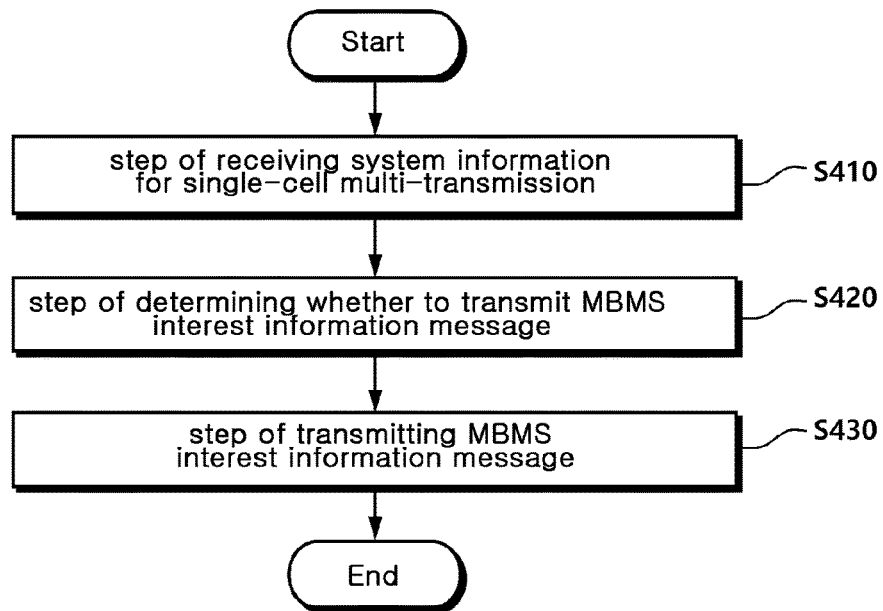 Start
step of receiving system information
for single-cell multi-transmission
S410
step of determining whether to transmit MBMS
interest information message
S420
step of transmitting MBMS
interest information message
S430
End